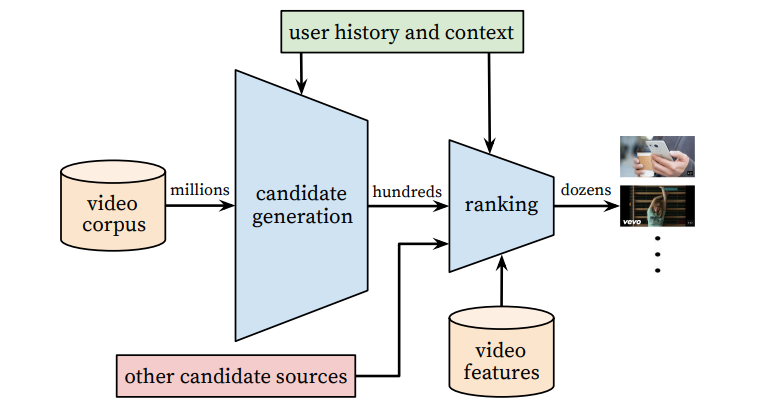 user history and context
video
corpus
millions
candidate
generation
hundreds
ranking
dozens
vevo
other candidate sources
video
features